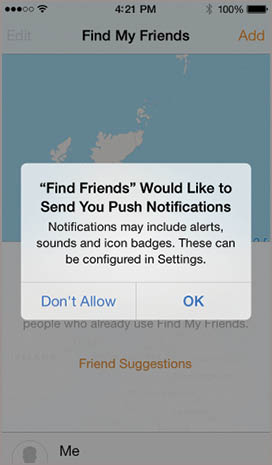 4:21 PM 100%
Edit Find My Friends Add
“Find Friends” Would Like to
Send You Push Notifications
Notifications may include alerts,
sounds and icon badges. These can
be configured in Settings.
Don't Allow OK
people who already use Find My Friends.
Friend Suggestions
Me